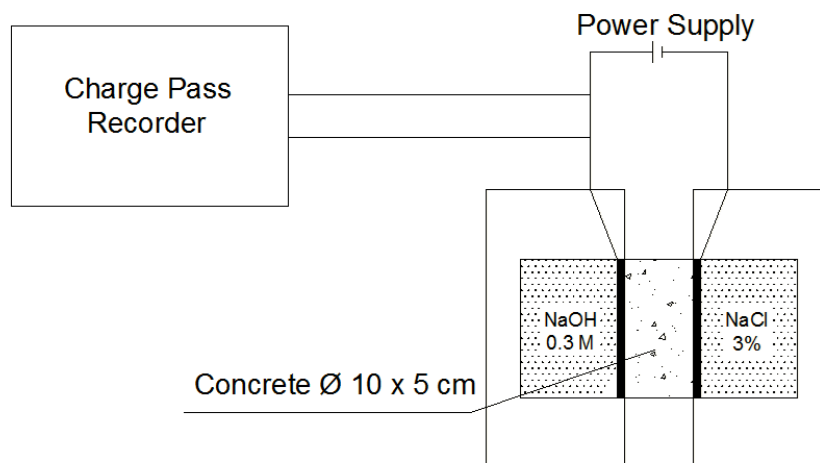 Power Supply
Charge Pass
Recorder
NaOH
0.3 M
NaCl
3%
Concrete Ø 10 x 5 cm